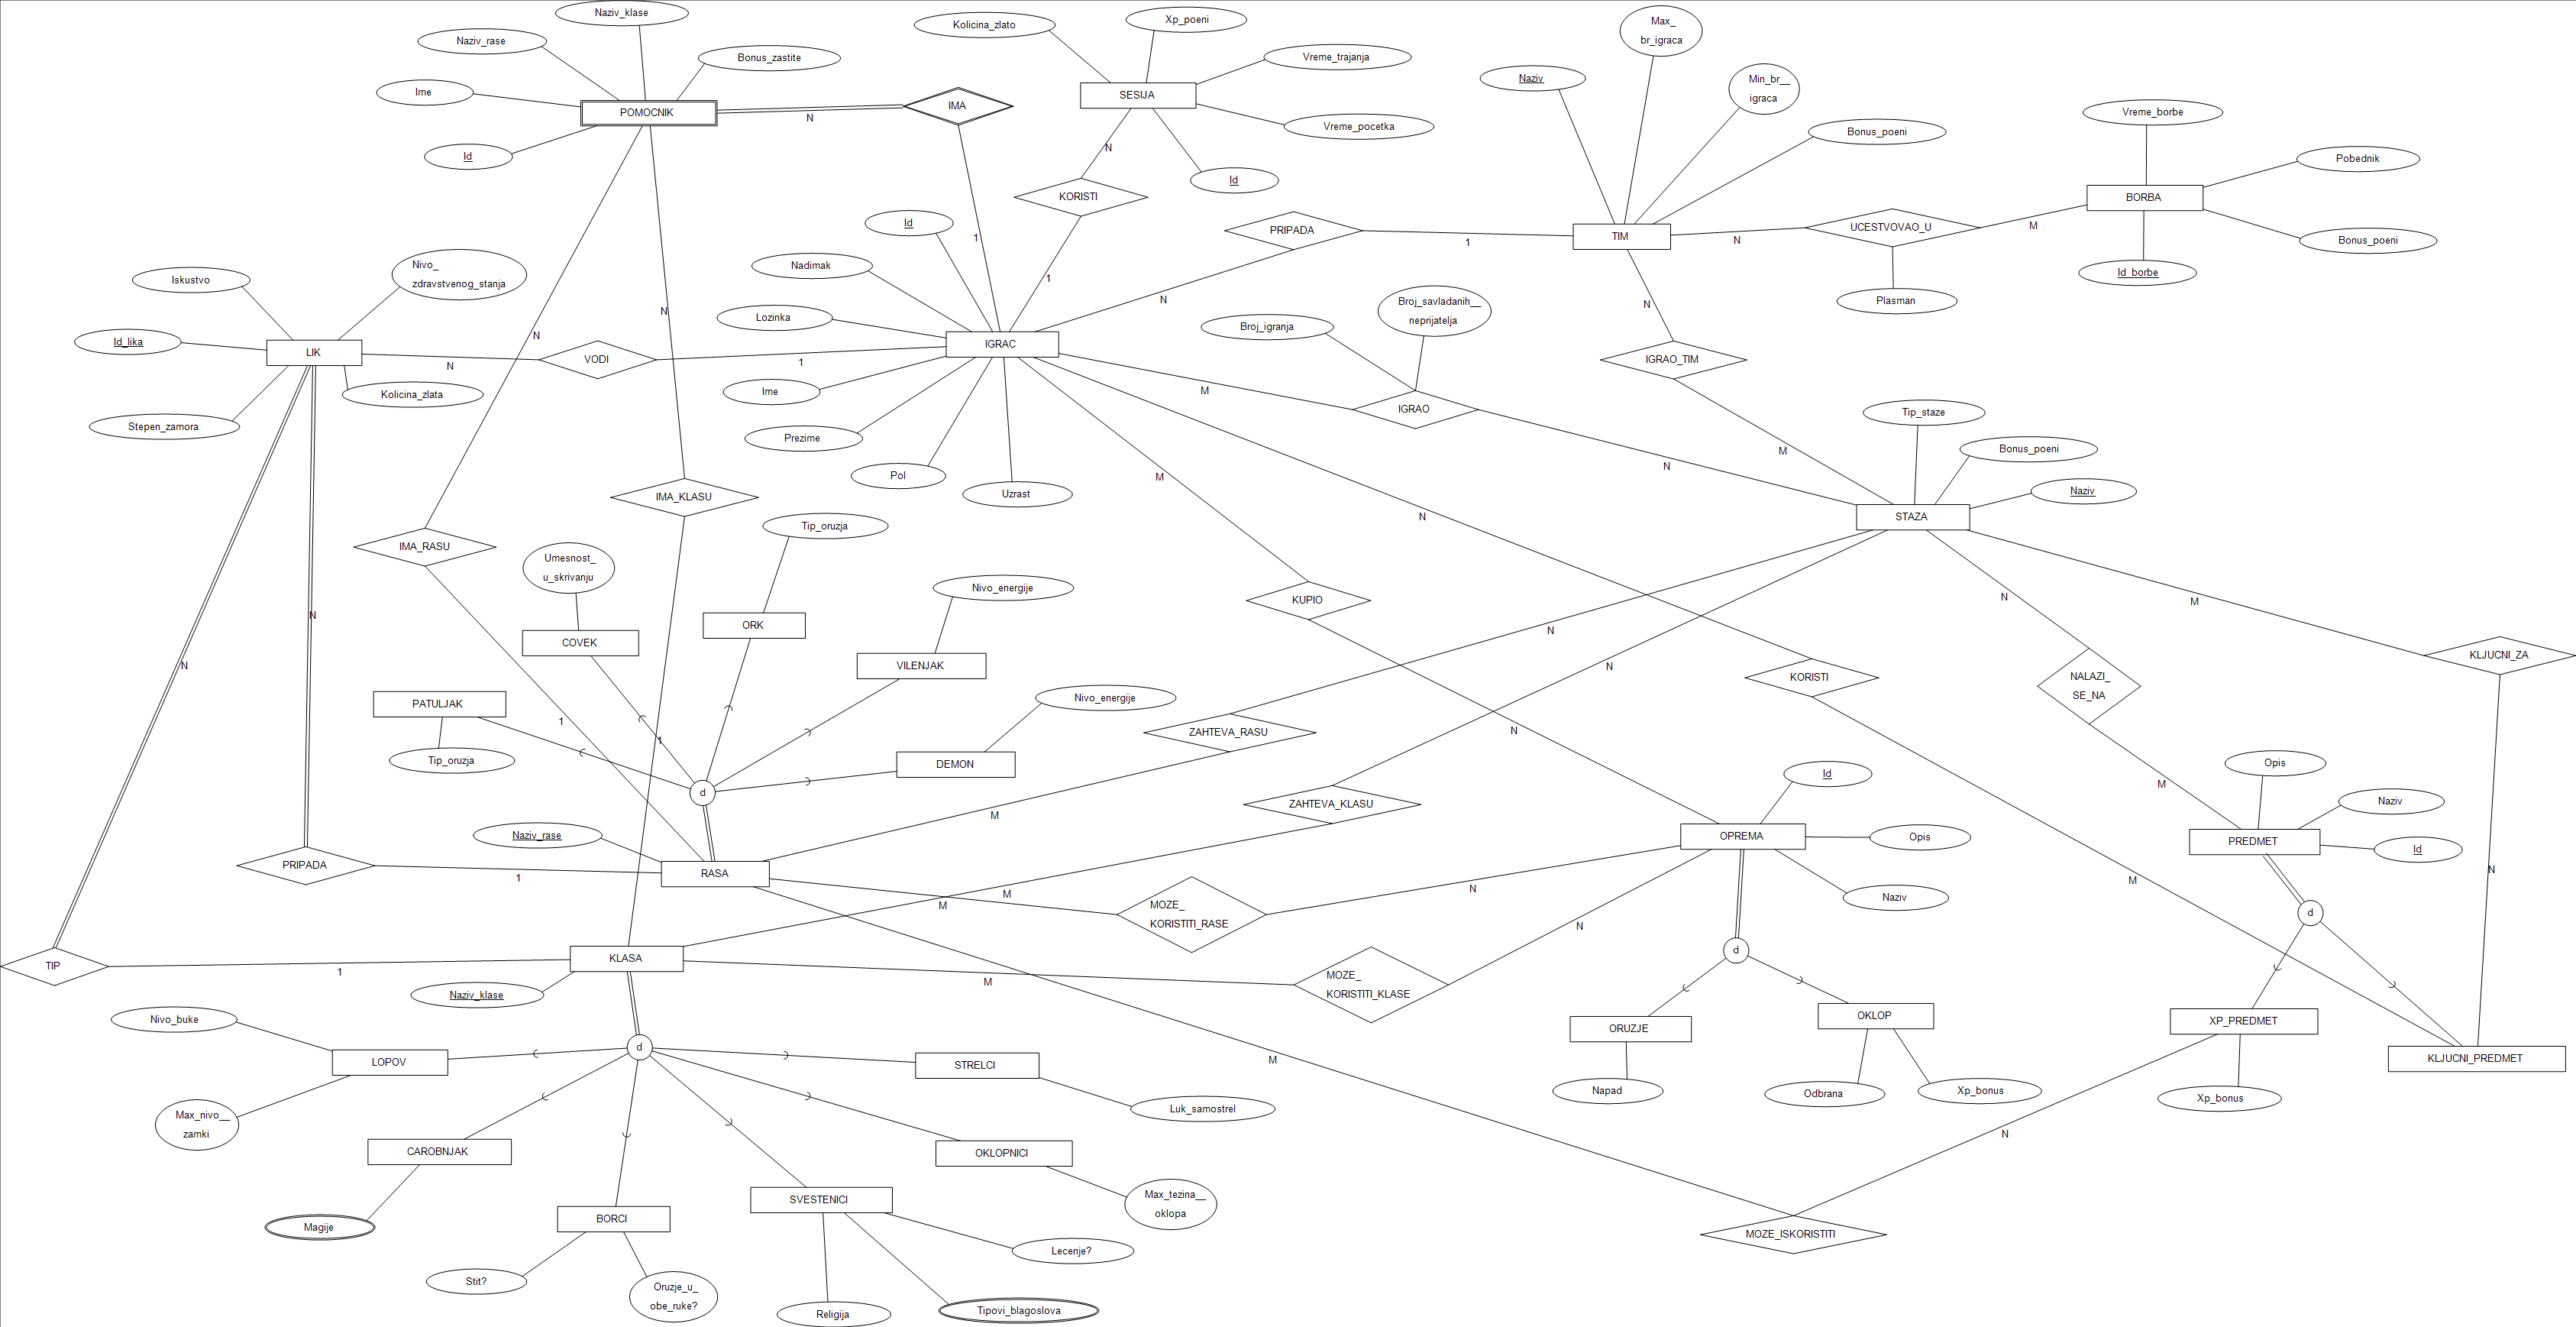 Naziv_klase
Naziv_rase
Bonus_zastite
Ime
POMOCNIK
Id
N
IMA
Kolicina_zlato
Xp_poeni
Vreme_trajanja
SESIJA
Vreme_pocetka
N
Id
KORISTI
1
1
Max_
br_igraca
Naziv
Min_br__
igraca
Bonus_poeni
TIM
PRIPADA
1
N
N
UCESTVOVAO_U
M
Plasman
Vreme_borbe
Pobednik
BORBA
Bonus_poeni
Id_borbe
Nivo_
zdravstvenog_stanja
Iskustvo
Id_lika
LIK
Kolicina_zlata
Stepen_zamora
N
VODI
1
N
N
Id
Nadimak
Lozinka
IGRAC
Ime
Prezime
Pol
Uzrast
Broj_savladanih__
neprijatelja
Broj_igranja
M
IGRAO
N
N
IGRAO_TIM
M
Tip_staze
Bonus_poeni
Naziv
STAZA
M
N
IMA_KLASU
IMA_RASU
Umesnost_
u_skrivanju
Tip_oruzja
Nivo_energije
COVEK
ORK
VILENJAK
KUPIO
N
N
N
M
N
N
KORISTI
NALAZI_
SE_NA
KLJUCNI_ZA
PATULJAK
Nivo_energije
1
1
Tip_oruzja
DEMON
ZAHTEVA_RASU
N
d
ZAHTEVA_KLASU
Id
Opis
M
Naziv_rase
M
OPREMA
Opis
Naziv
PREDMET
Id
PRIPADA
1
RASA
N
N
M
M
M
MOZE_
KORISTITI_RASE
N
Naziv
d
M
N
TIP
1
KLASA
M
MOZE_
KORISTITI_KLASE
d
Naziv_klase
Nivo_buke
d
LOPOV
STRELCI
ORUZJE
OKLOP
XP_PREDMET
KLJUCNI_PREDMET
M
Napad
Odbrana
Xp_bonus
Xp_bonus
Max_nivo__
zamki
Luk_samostrel
CAROBNJAK
OKLOPNICI
N
SVESTENICI
Max_tezina__
oklopa
Magije
BORCI
MOZE_ISKORISTITI
Lecenje?
Stit?
Oruzje_u_
obe_ruke?
Religija
Tipovi_blagoslova